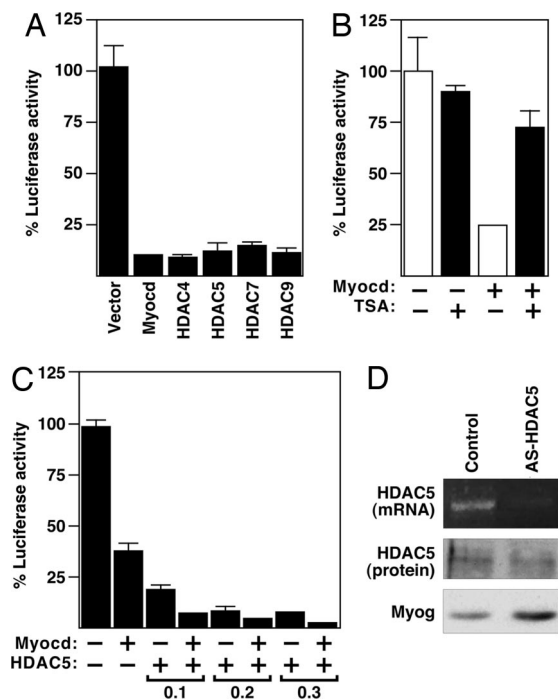 A
% Luciferase activity
125
100
75
50
25
Vector
Myocd
HDAC4
HDAC5
HDAC7
HDAC9
B
% Luciferase activity
125
100
75
50
25
Myocd: − − + +
TSA: − + − +
C
% Luciferase activity
125
100
75
50
25
Myocd: − + − + − + − +
HDAC5: − − + + + + + +
0.1 0.2 0.3
D
Control
AS-HDAC5
HDAC5
(mRNA)
HDAC5
(protein)
Myog